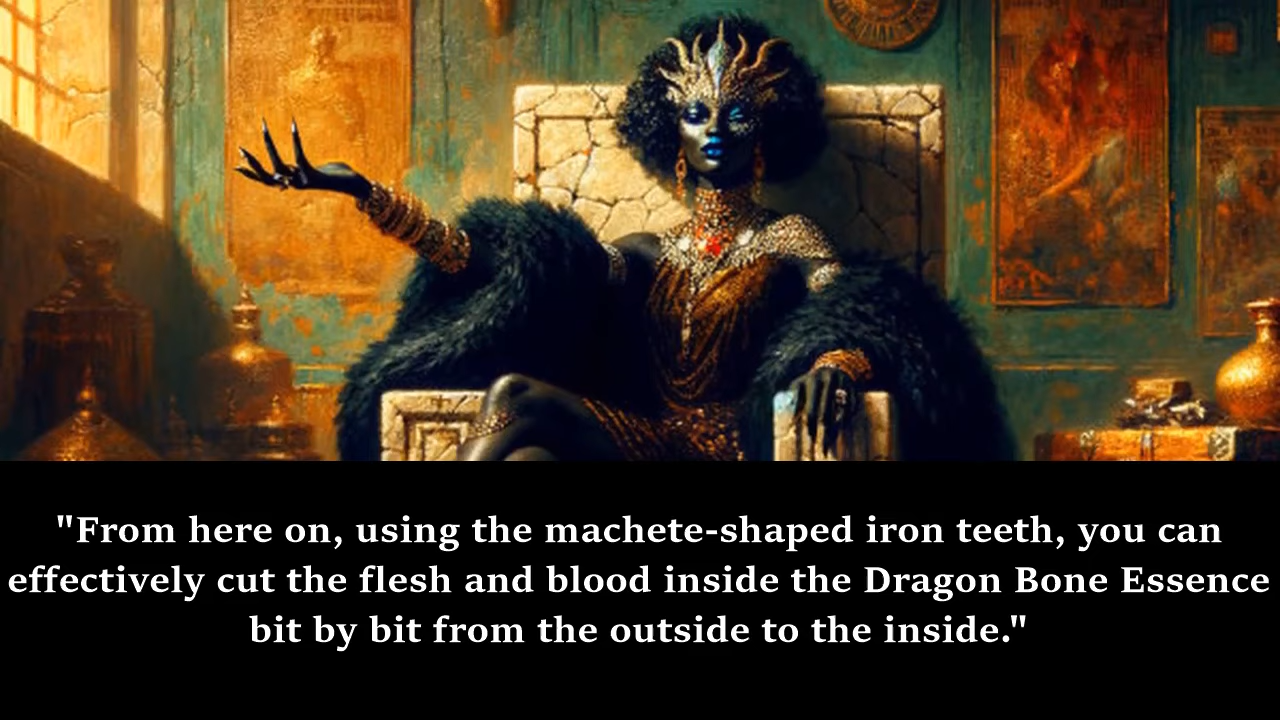 "From here on, using the machete-shaped iron teeth, you can
effectively cut the flesh and blood inside the Dragon Bone Essence
bit by bit from the outside to the inside."